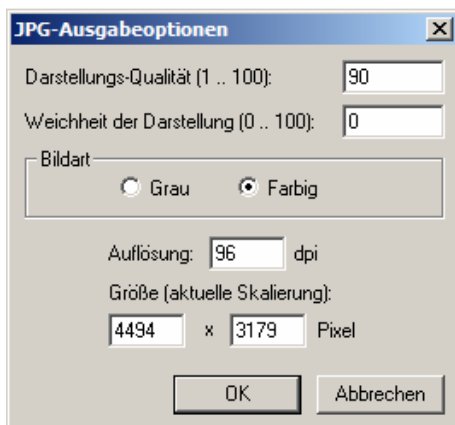 JPG-Ausgabeoptionen
Darstellungs-Qualität (1 .. 100): 90
Weichheit der Darstellung (0 .. 100): 0
Bildart
Grau Farbig
Auflösung: 96 dpi
Größe (aktuelle Skalierung):
4494 x 3179 Pixel
OK Abbrechen